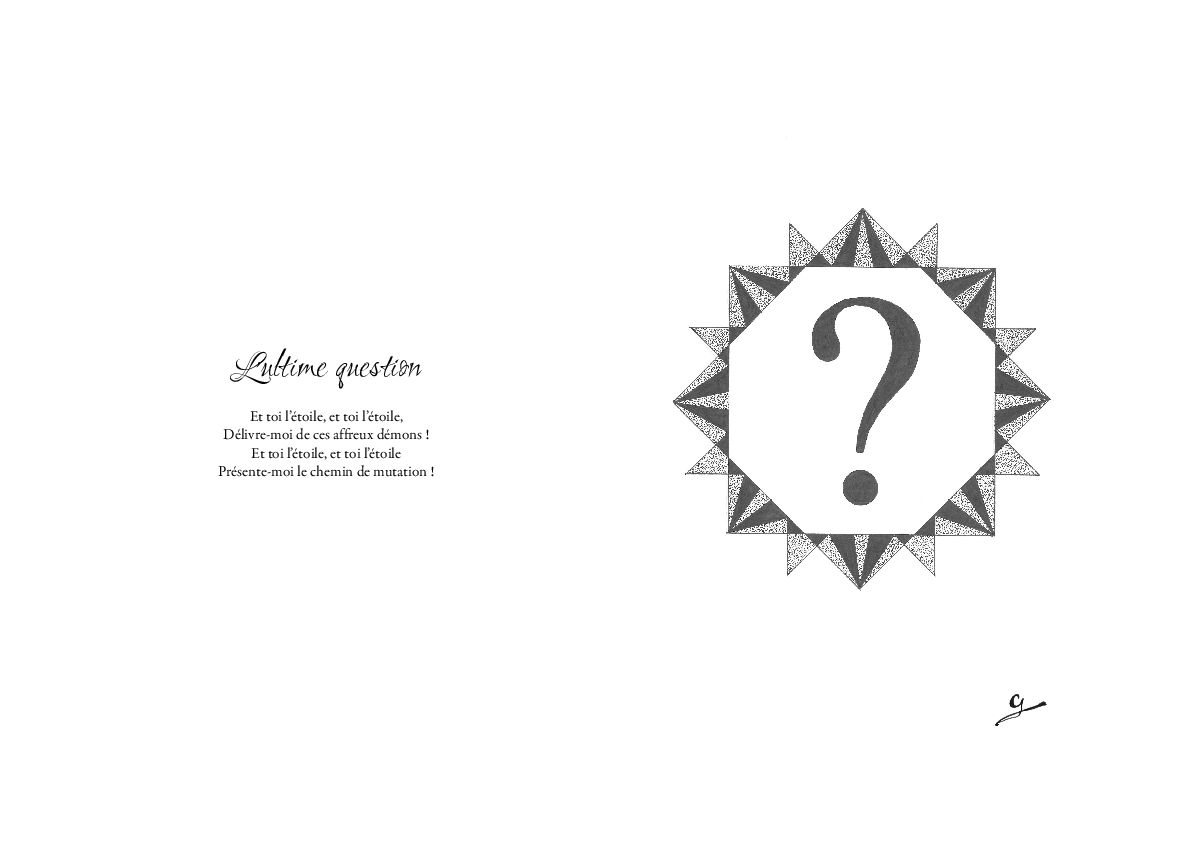 Lultime question
Et toi l'étoile, et toi l'étoile,
Délivre-moi de ces affreux démons !
Et toi l'étoile, et toi l'étoile
Présente-moi le chemin de mutation !
?
g